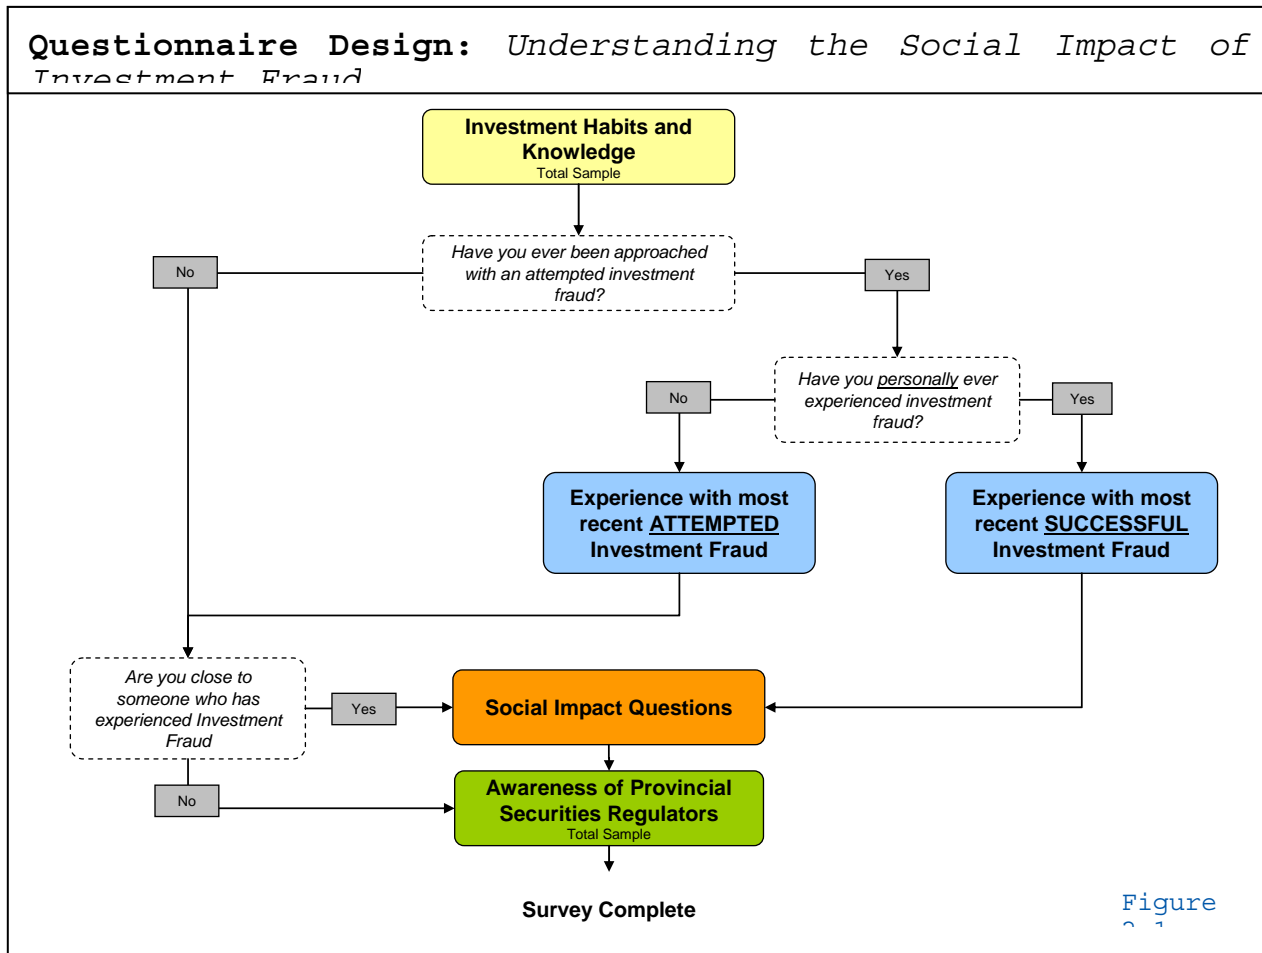 Questionnaire Design: Understanding the Social Impact of
Investment Fraud
Investment Habits and
Knowledge
Total Sample
Have you ever been approached
with an attempted investment
fraud?
No
Yes
Have you personally ever
experienced investment
fraud?
No
Yes
Experience with most
recent ATTEMPTED
Investment Fraud
Experience with most
recent SUCCESSFUL
Investment Fraud
Are you close to
someone who has
experienced Investment
Fraud
Yes
Social Impact Questions
No
Awareness of Provincial
Securities Regulators
Total Sample
Survey Complete
Figure